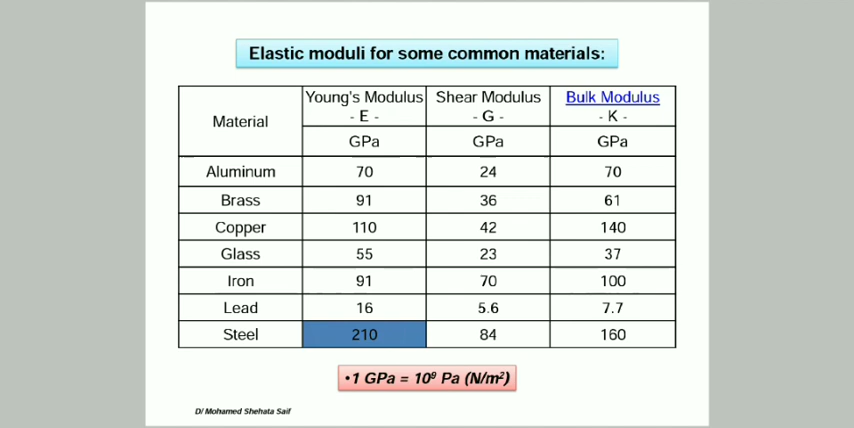 Elastic moduli for some common materials:
Material Young's Modulus Shear Modulus Bulk Modulus
- E - - G - - K -
GPa GPa GPa
Aluminum 70 24 70
Brass 91 36 61
Copper 110 42 140
Glass 55 23 37
Iron 91 70 100
Lead 16 5.6 7.7
Steel 210 84 160
•1 GPa = 10⁹ Pa (N/m²)
D/ Mohamed Shehata Saif